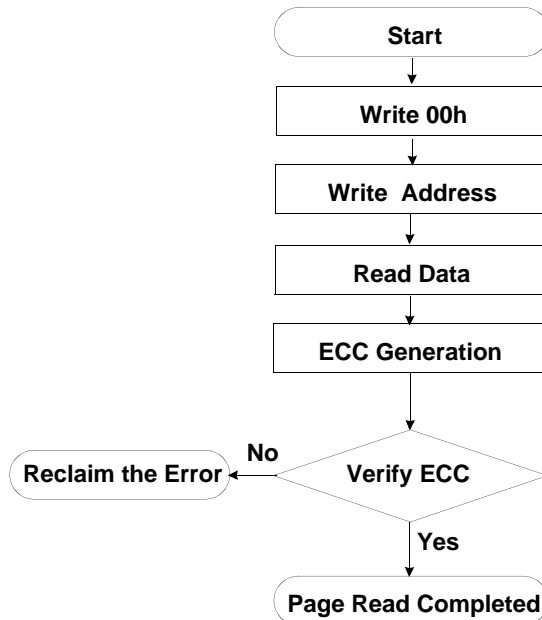 Start
Write 00h
Write Address
Read Data
ECC Generation
No
Reclaim the Error
Verify ECC
Yes
Page Read Completed